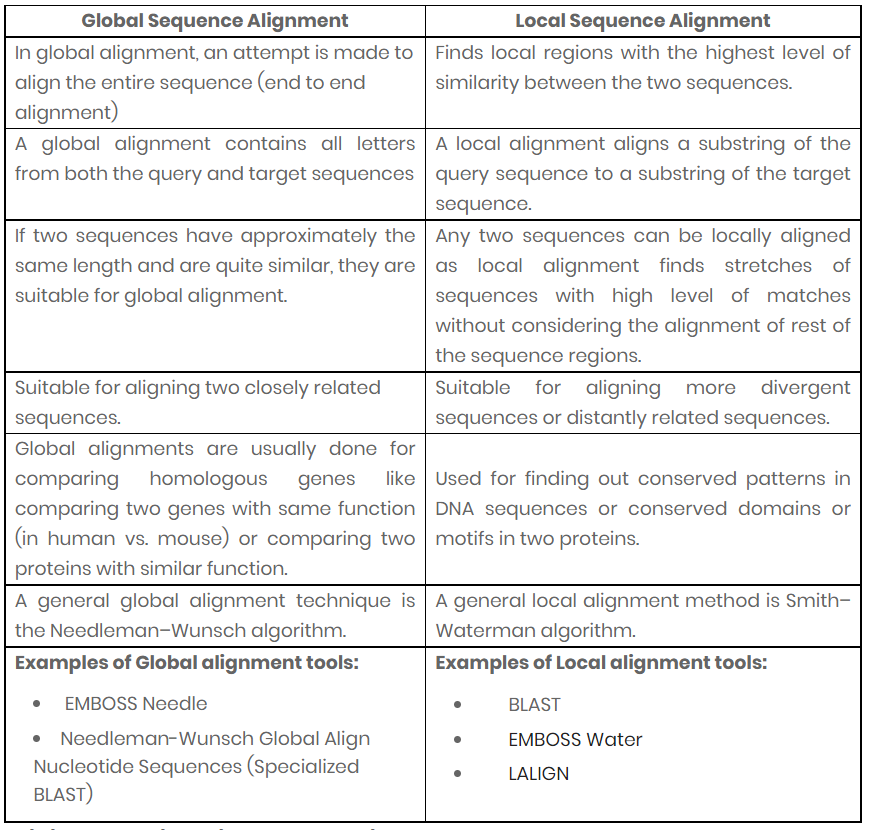 Global Sequence Alignment
Local Sequence Alignment
In global alignment, an attempt is made to
align the entire sequence (end to end
alignment)
Finds local regions with the highest level of
similarity between the two sequences.
A global alignment contains all letters
from both the query and target sequences
A local alignment aligns a substring of the
query sequence to a substring of the target
sequence.
If two sequences have approximately the
same length and are quite similar, they are
suitable for global alignment.
Any two sequences can be locally aligned
as local alignment finds stretches of
sequences with high level of matches
without considering the alignment of rest of
the sequence regions.
Suitable for aligning two closely related
sequences.
Suitable for aligning more divergent
sequences or distantly related sequences.
Global alignments are usually done for
comparing homologous genes like
comparing two genes with same function
(in human vs. mouse) or comparing two
proteins with similar function.
Used for finding out conserved patterns in
DNA sequences or conserved domains or
motifs in two proteins.
A general global alignment technique is
the Needleman–Wunsch algorithm.
A general local alignment method is Smith–
Waterman algorithm.
Examples of Global alignment tools:
• EMBOSS Needle
• Needleman-Wunsch Global Align
Nucleotide Sequences (Specialized
BLAST)
Examples of Local alignment tools:
• BLAST
• EMBOSS Water
• LALIGN